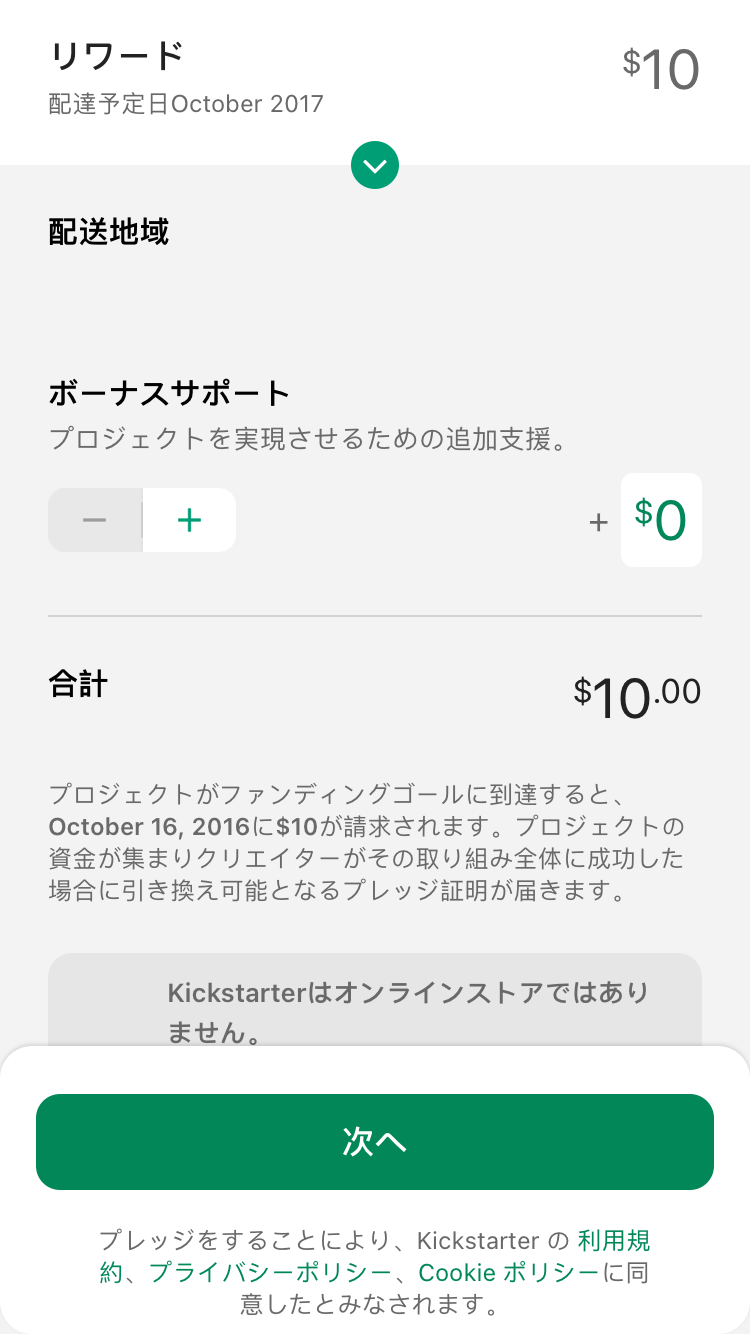 リワード
$10
配達予定日October 2017
配送地域
ボーナスサポート
プロジェクトを実現させるための追加支援。
− +
+ $0
合計
$10.00
プロジェクトがファンディングゴールに到達すると、
October 16, 2016に$10が請求されます。プロジェクトの
資金が集まりクリエイターがその取り組み全体に成功した
場合に引き換え可能となるプレッジ証明が届きます。
Kickstarterはオンラインストアではあり
ません。
次へ
プレッジをすることにより、Kickstarter の 利用規
約、プライバシーポリシー、Cookie ポリシーに同
意したとみなされます。